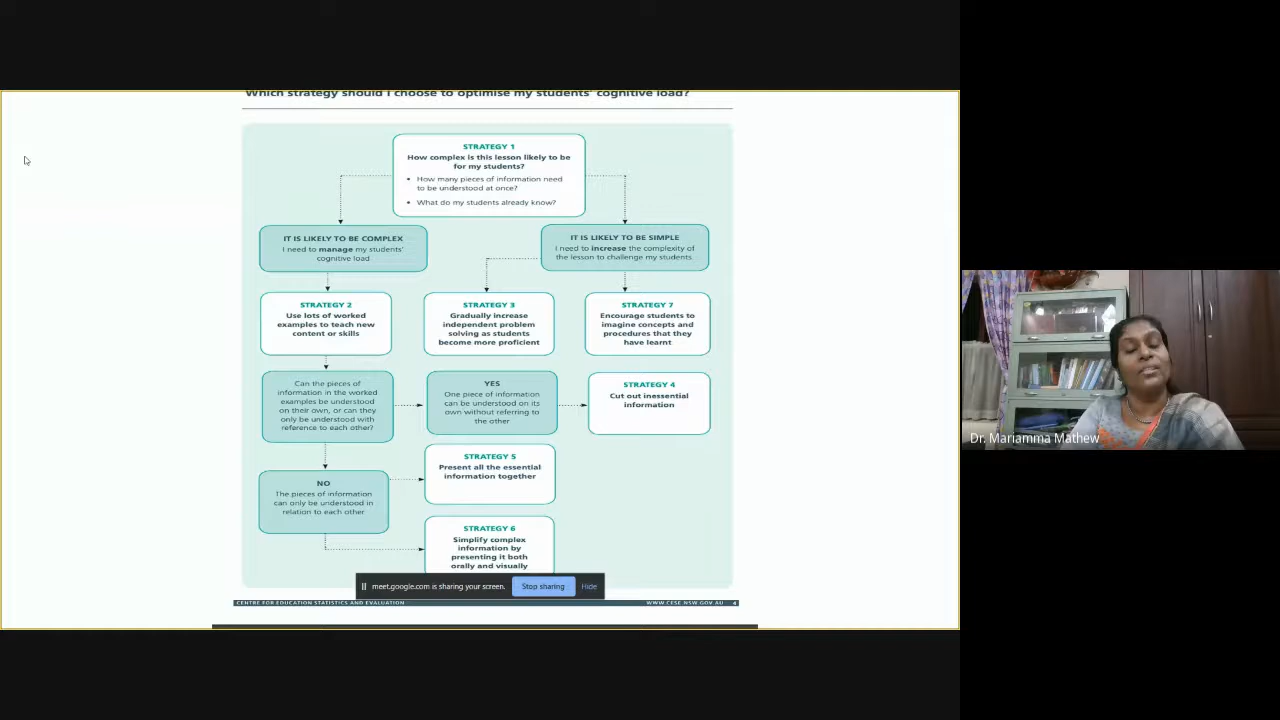 Which strategy should I choose to optimise my students' cognitive load?
STRATEGY 1
How complex is this lesson likely to be
for my students?
• How many pieces of information need
to be understood at once?
• What do my students already know?
IT IS LIKELY TO BE COMPLEX
I need to manage my students'
cognitive load
IT IS LIKELY TO BE SIMPLE
I need to increase the complexity of
the lesson to challenge my students
STRATEGY 2
Use lots of worked
examples to teach new
content or skills
STRATEGY 3
Gradually increase
independent problem
solving as students
become more proficient
STRATEGY 7
Encourage students to
imagine concepts and
procedures that they
have learnt
Can the pieces of
information in the worked
examples be understood
on their own, or can they
only be understood with
reference to each other?
YES
One piece of information
can be understood on its
own without referring to
the other
STRATEGY 4
Cut out inessential
information
STRATEGY 5
Present all the essential
information together
NO
The pieces of information
can only be understood in
relation to each other
STRATEGY 6
Simplify complex
information by
presenting it both
orally and visually
meet.google.com is sharing your screen.
Stop sharing
Hide
CENTRE FOR EDUCATION STATISTICS AND EVALUATION
WWW.CESE.NSW.GOV.AU 4
Dr. Mariamma Mathew